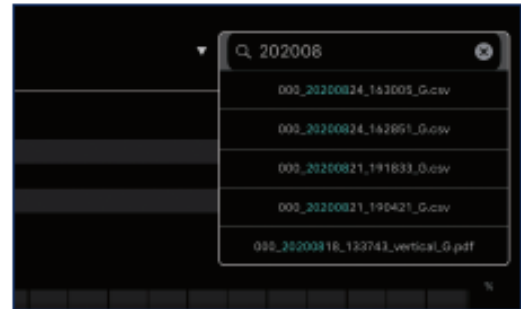 202008
000_20200824_163005_G.csv
000_20200824_162851_G.csv
000_20200821_191833_G.csv
000_20200821_190421_G.csv
000_20200818_133743_vertical_G.pdf
%